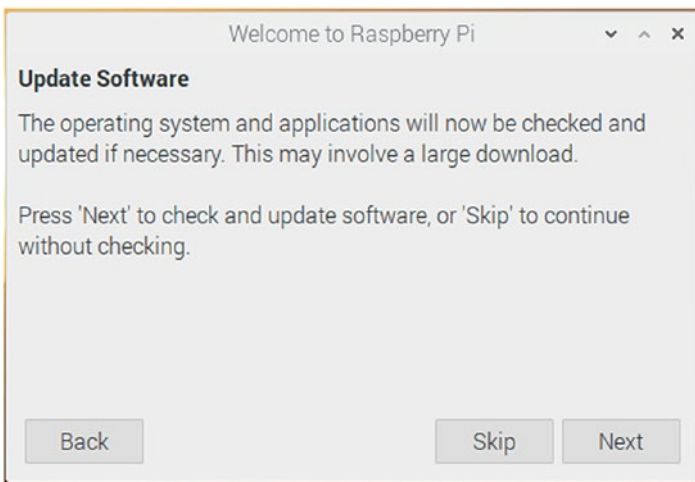 Welcome to Raspberry Pi
Update Software
The operating system and applications will now be checked and
updated if necessary. This may involve a large download.
Press 'Next' to check and update software, or 'Skip' to continue
without checking.
Back
Skip
Next